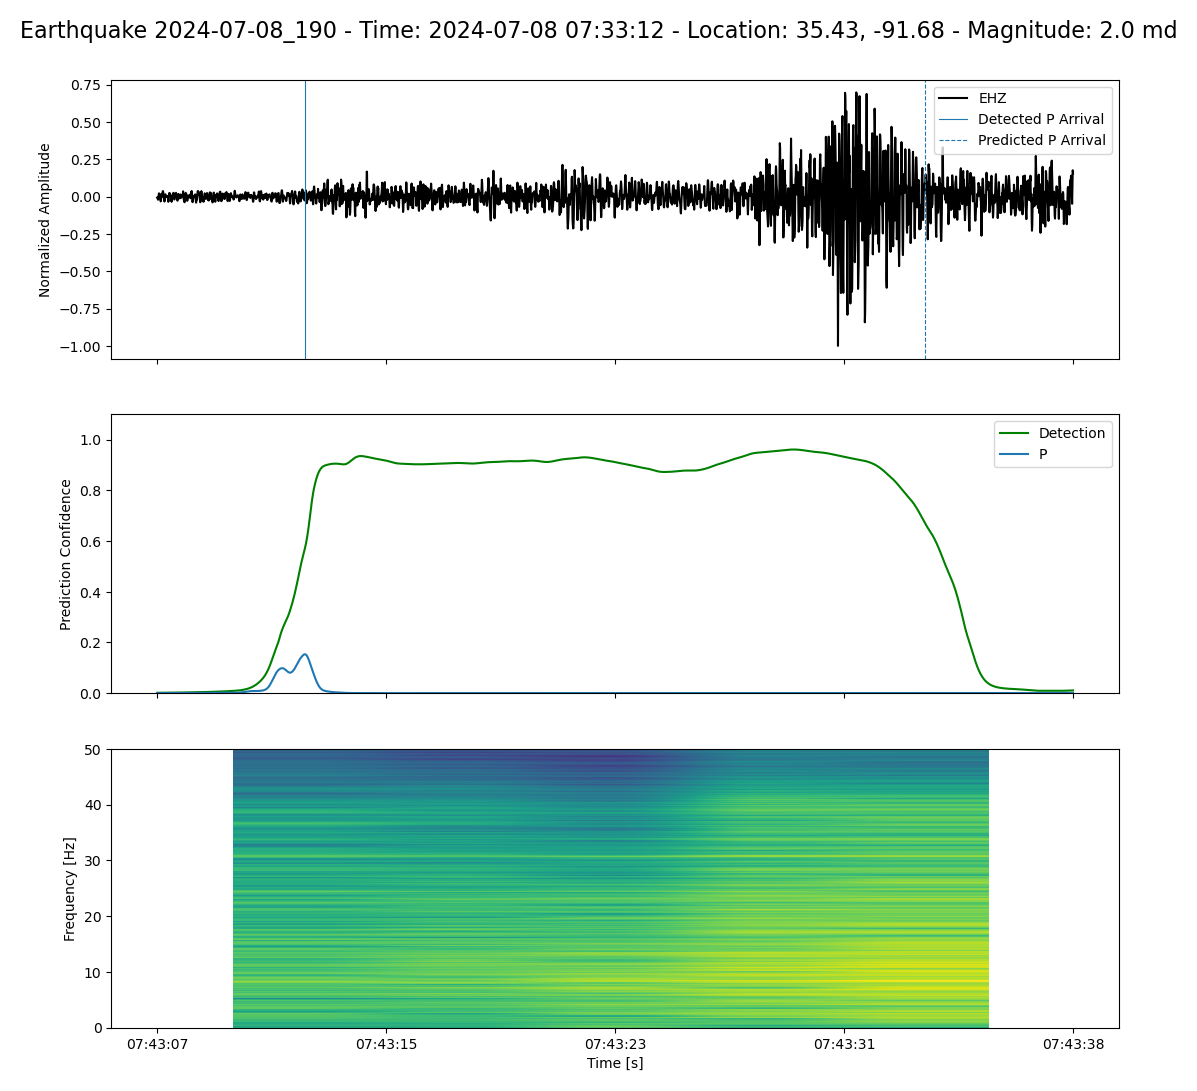 Earthquake 2024-07-08_190 - Time: 2024-07-08 07:33:12 - Location: 35.43, -91.68 - Magnitude: 2.0 md
0.75
0.50
0.25
0.00
−0.25
−0.50
−0.75
−1.00
Normalized Amplitude
EHZ
Detected P Arrival
Predicted P Arrival
1.0
0.8
0.6
0.4
0.2
0.0
Prediction Confidence
Detection
P
50
40
30
20
10
0
Frequency [Hz]
07:43:07 07:43:15 07:43:23 07:43:31 07:43:38
Time [s]